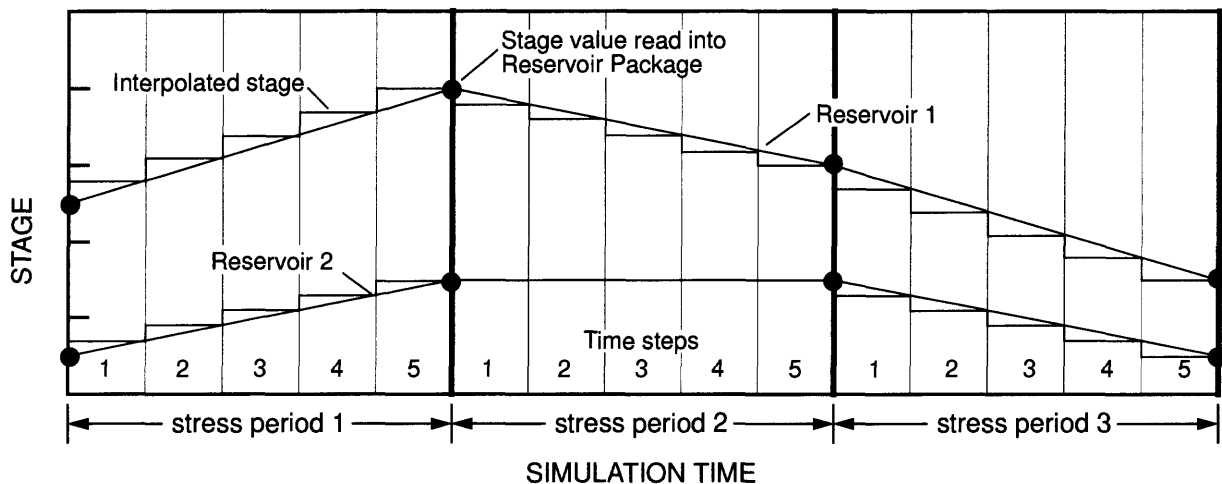 Stage value read into
Reservoir Package
Interpolated stage
Reservoir 1
STAGE
Reservoir 2
Time steps
1 2 3 4 5 1 2 3 4 5 1 2 3 4 5
stress period 1 stress period 2 stress period 3
SIMULATION TIME